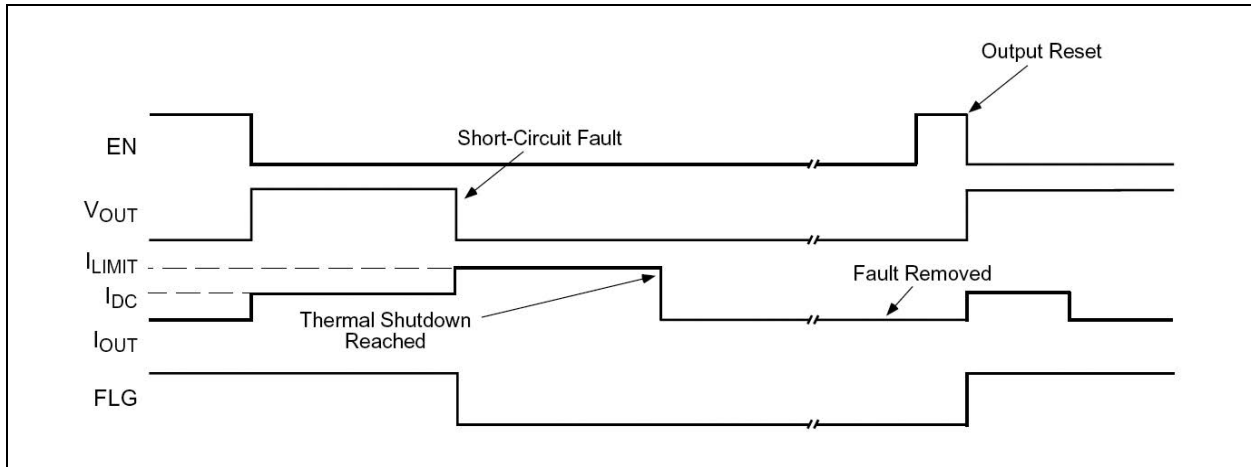 Output Reset
EN
Short-Circuit Fault
VOUT
ILIMIT
Fault Removed
IDC
Thermal Shutdown
Reached
IOUT
FLG